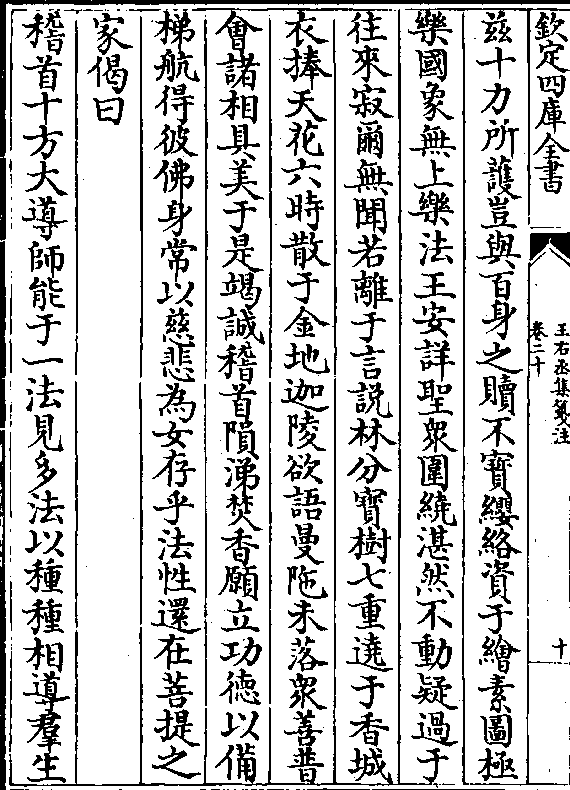 欽定四庫全書
王右丞集箋注
卷二十
十
兹十力所護豈與百身之贖不寶纓絡資于繪素圖極
樂國象無上樂法王安詳聖衆圍繞湛然不動疑過于
往來寂爾無聞若離于言説林分寶樹七重遶于香城
衣捧天花六時散于金地迦陵欲語曼陁未落衆善普
會諸相具美于是竭誠稽首隕涕焚香願立功德以備
梯航得彼佛身常以慈悲為女存乎法性還在菩提之
家偈曰
稽首十方大導師能于一法見多法以種種相導羣生